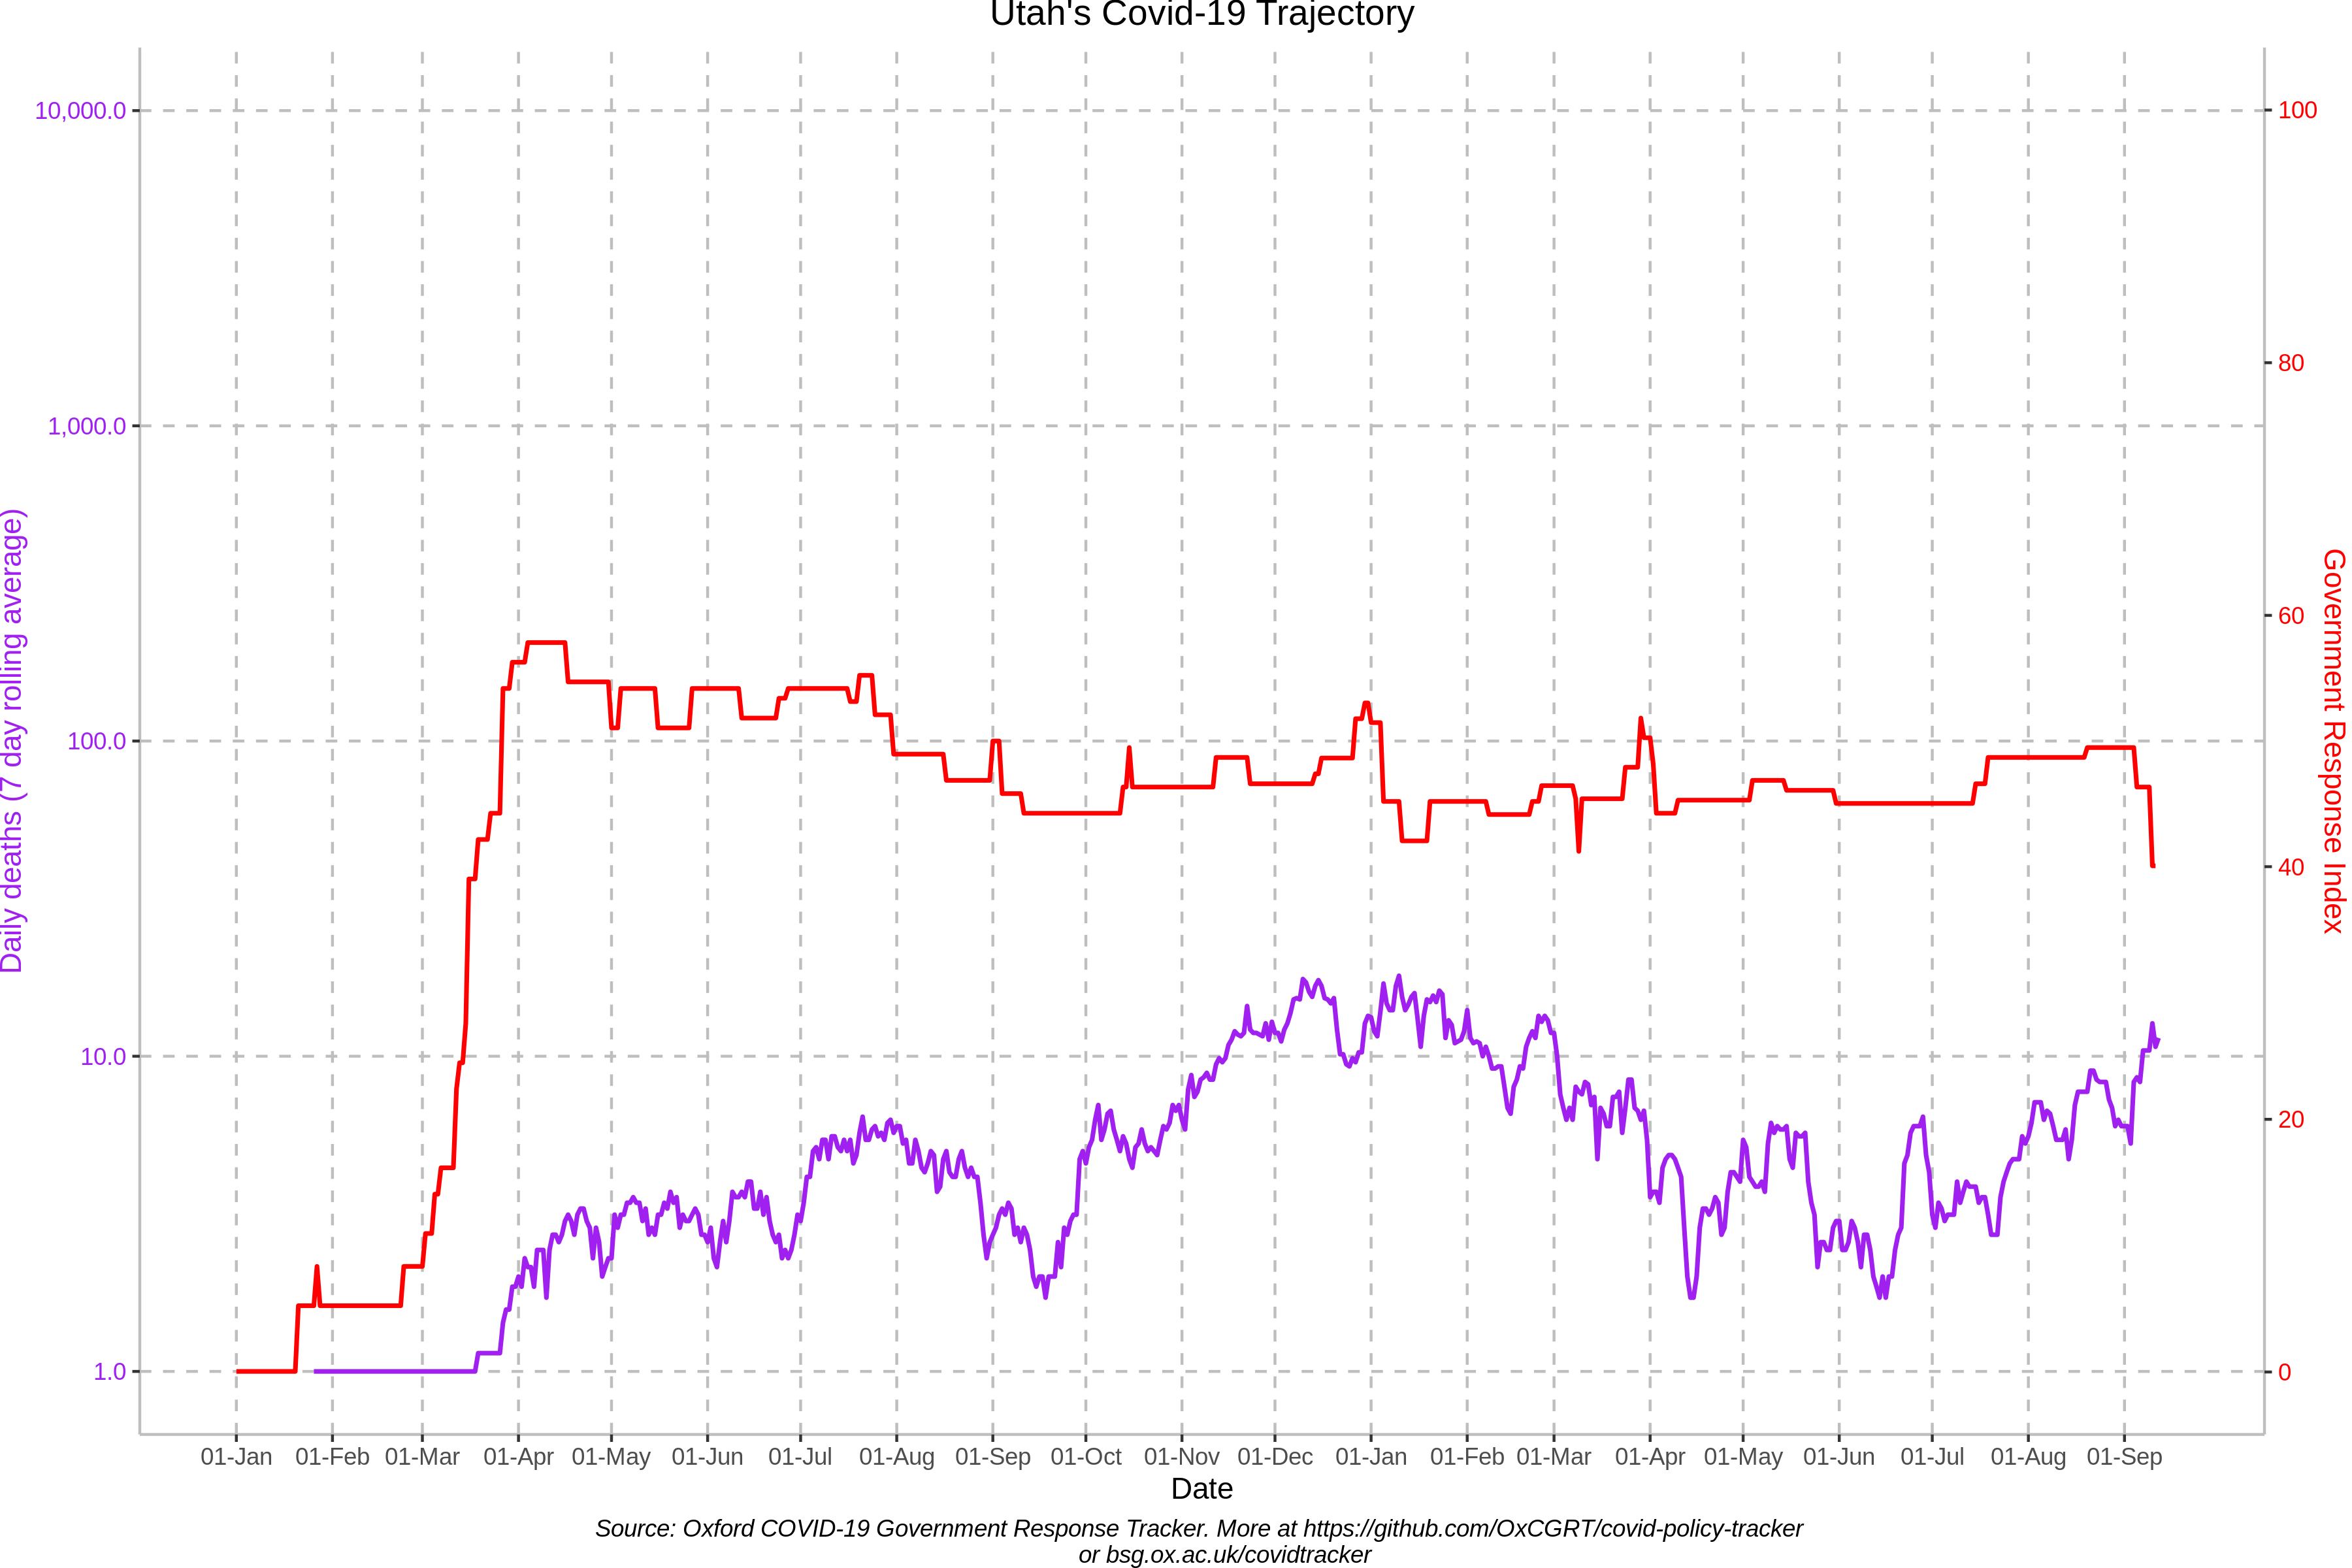 Utah's Covid-19 Trajectory
10,000.0
1,000.0
100.0
10.0
1.0
Daily deaths (7 day rolling average)
100
80
60
40
20
0
Government Response Index
01-Jan 01-Feb 01-Mar 01-Apr 01-May 01-Jun 01-Jul 01-Aug 01-Sep 01-Oct 01-Nov 01-Dec 01-Jan 01-Feb 01-Mar 01-Apr 01-May 01-Jun 01-Jul 01-Aug 01-Sep
Date
Source: Oxford COVID-19 Government Response Tracker. More at https://github.com/OxCGRT/covid-policy-tracker
or bsg.ox.ac.uk/covidtracker